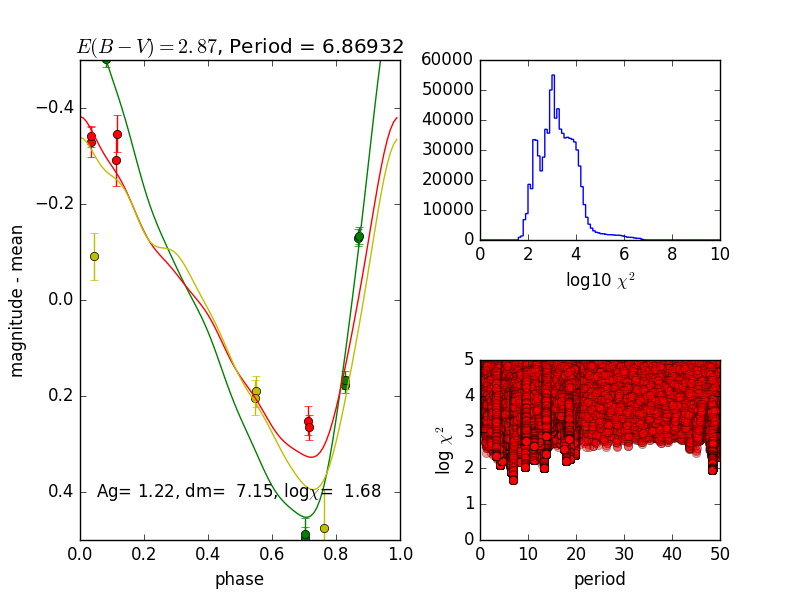 E(B − V) = 2.87, Period = 6.86932
−0.4
−0.2
0.0
0.2
0.4
magnitude - mean
Ag= 1.22, dm= 7.15, logχ= 1.68
0.0 0.2 0.4 0.6 0.8 1.0
phase
60000
50000
40000
30000
20000
10000
0
0 2 4 6 8 10
log10 χ²
5
4
3
2
1
0
log χ²
0 10 20 30 40 50
period